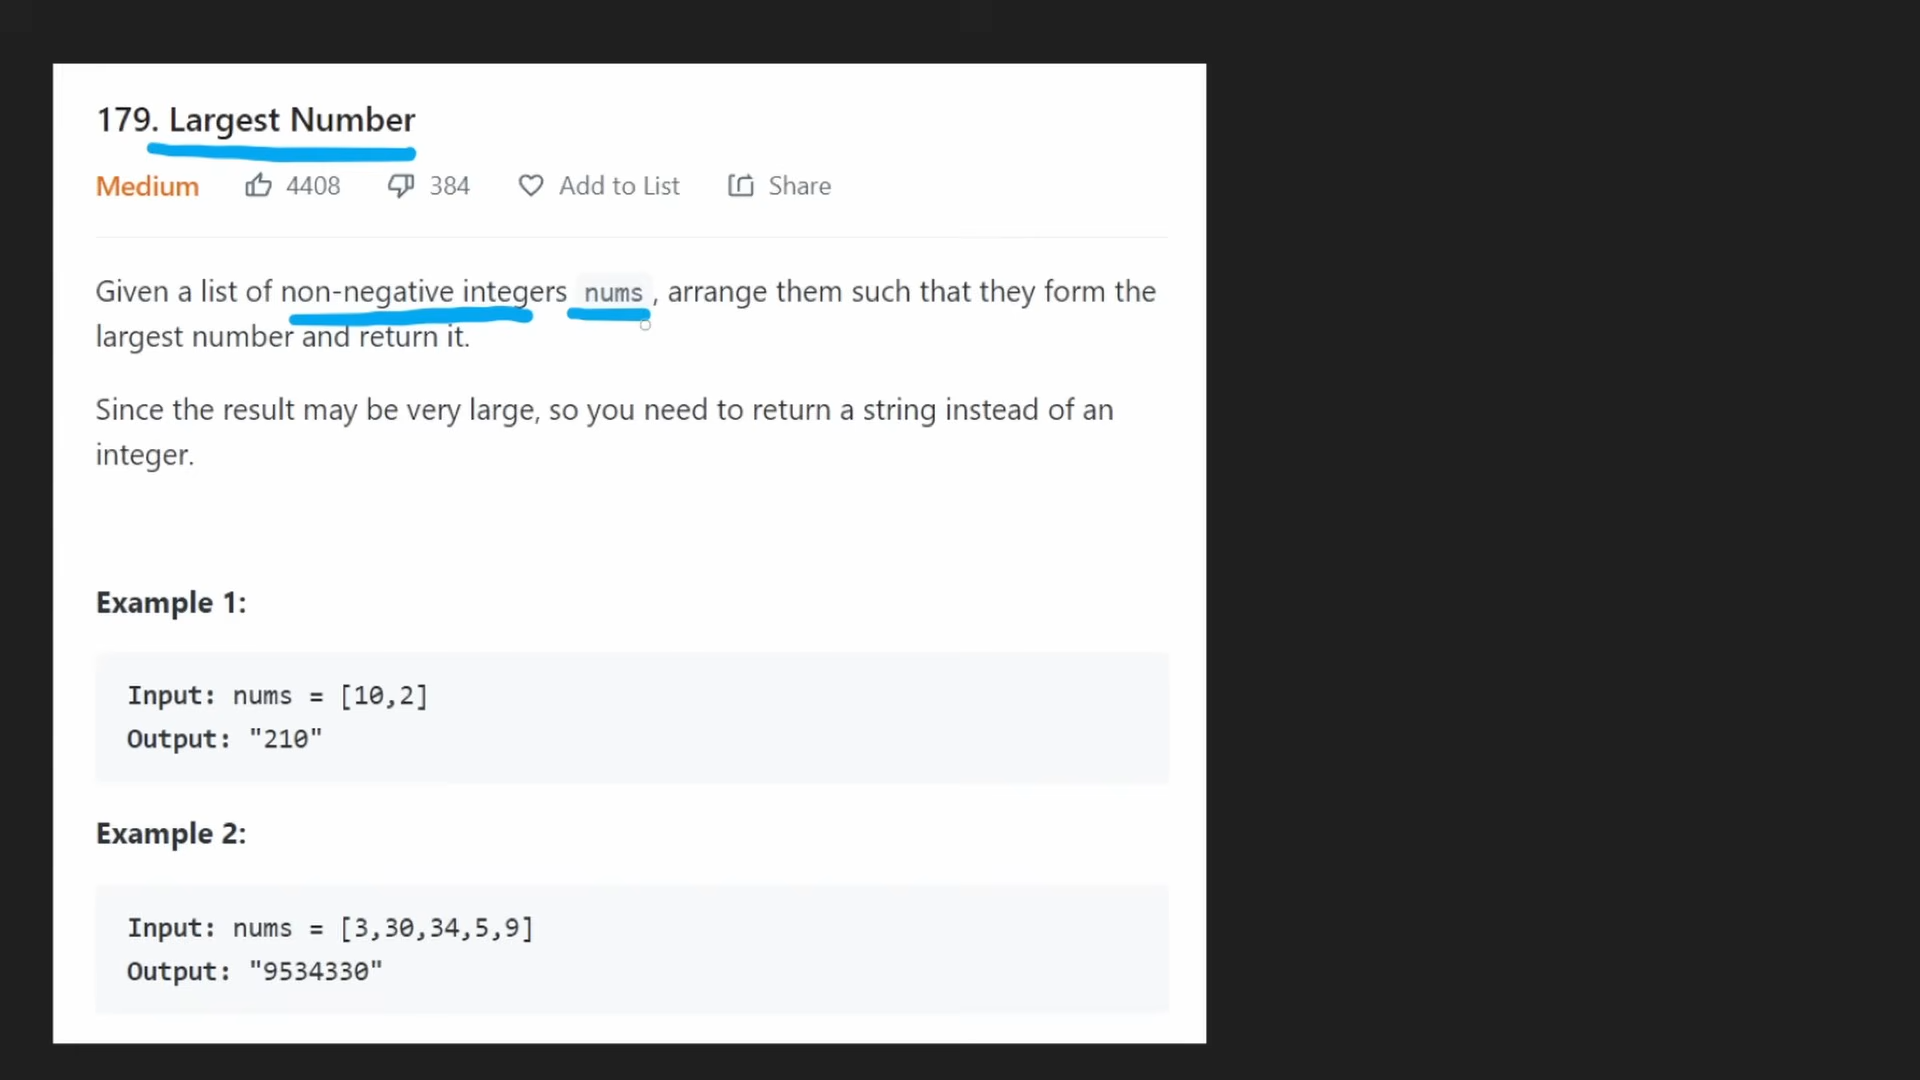 179. Largest Number
Medium 4408 384 Add to List Share
Given a list of non-negative integers nums, arrange them such that they form the
largest number and return it.
Since the result may be very large, so you need to return a string instead of an
integer.
Example 1:
Input: nums = [10,2]
Output: "210"
Example 2:
Input: nums = [3,30,34,5,9]
Output: "9534330"